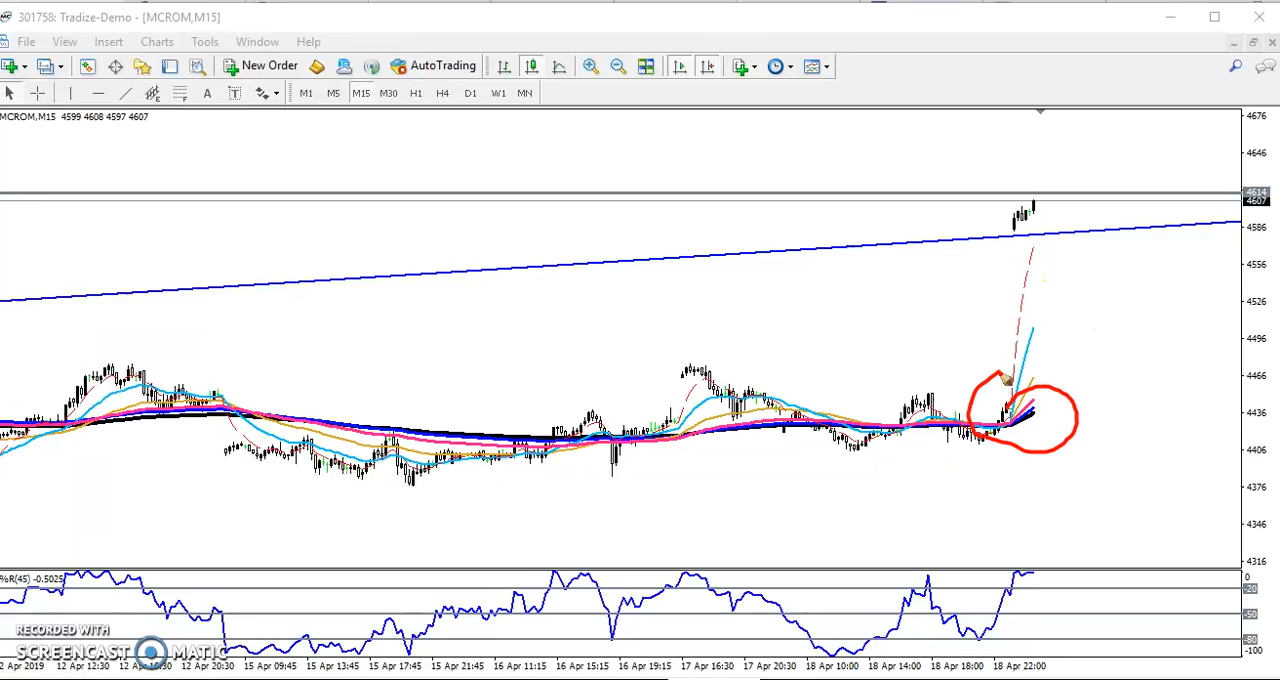 301758: Tradize-Demo - [MCROM,M15]
File View Insert Charts Tools Window Help
New Order AutoTrading
A T M1 M5 M15 M30 H1 H4 D1 W1 MN
MCROM,M15 4599 4608 4597 4607
4676
4646
4614
4607
4586
4556
4526
4496
4466
4436
4406
4376
4346
4316
%R(45) -0.5025
0
-20
-50
-80
-100
RECORDED WITH
SCREENCAST MATIC
2 Apr 2019 12 Apr 12:30 12 Apr 16:30 12 Apr 20:30 15 Apr 09:45 15 Apr 13:45 15 Apr 17:45 15 Apr 21:45 16 Apr 11:15 16 Apr 15:15 16 Apr 19:15 17 Apr 16:30 17 Apr 20:30 18 Apr 10:00 18 Apr 14:00 18 Apr 18:00 18 Apr 22:00